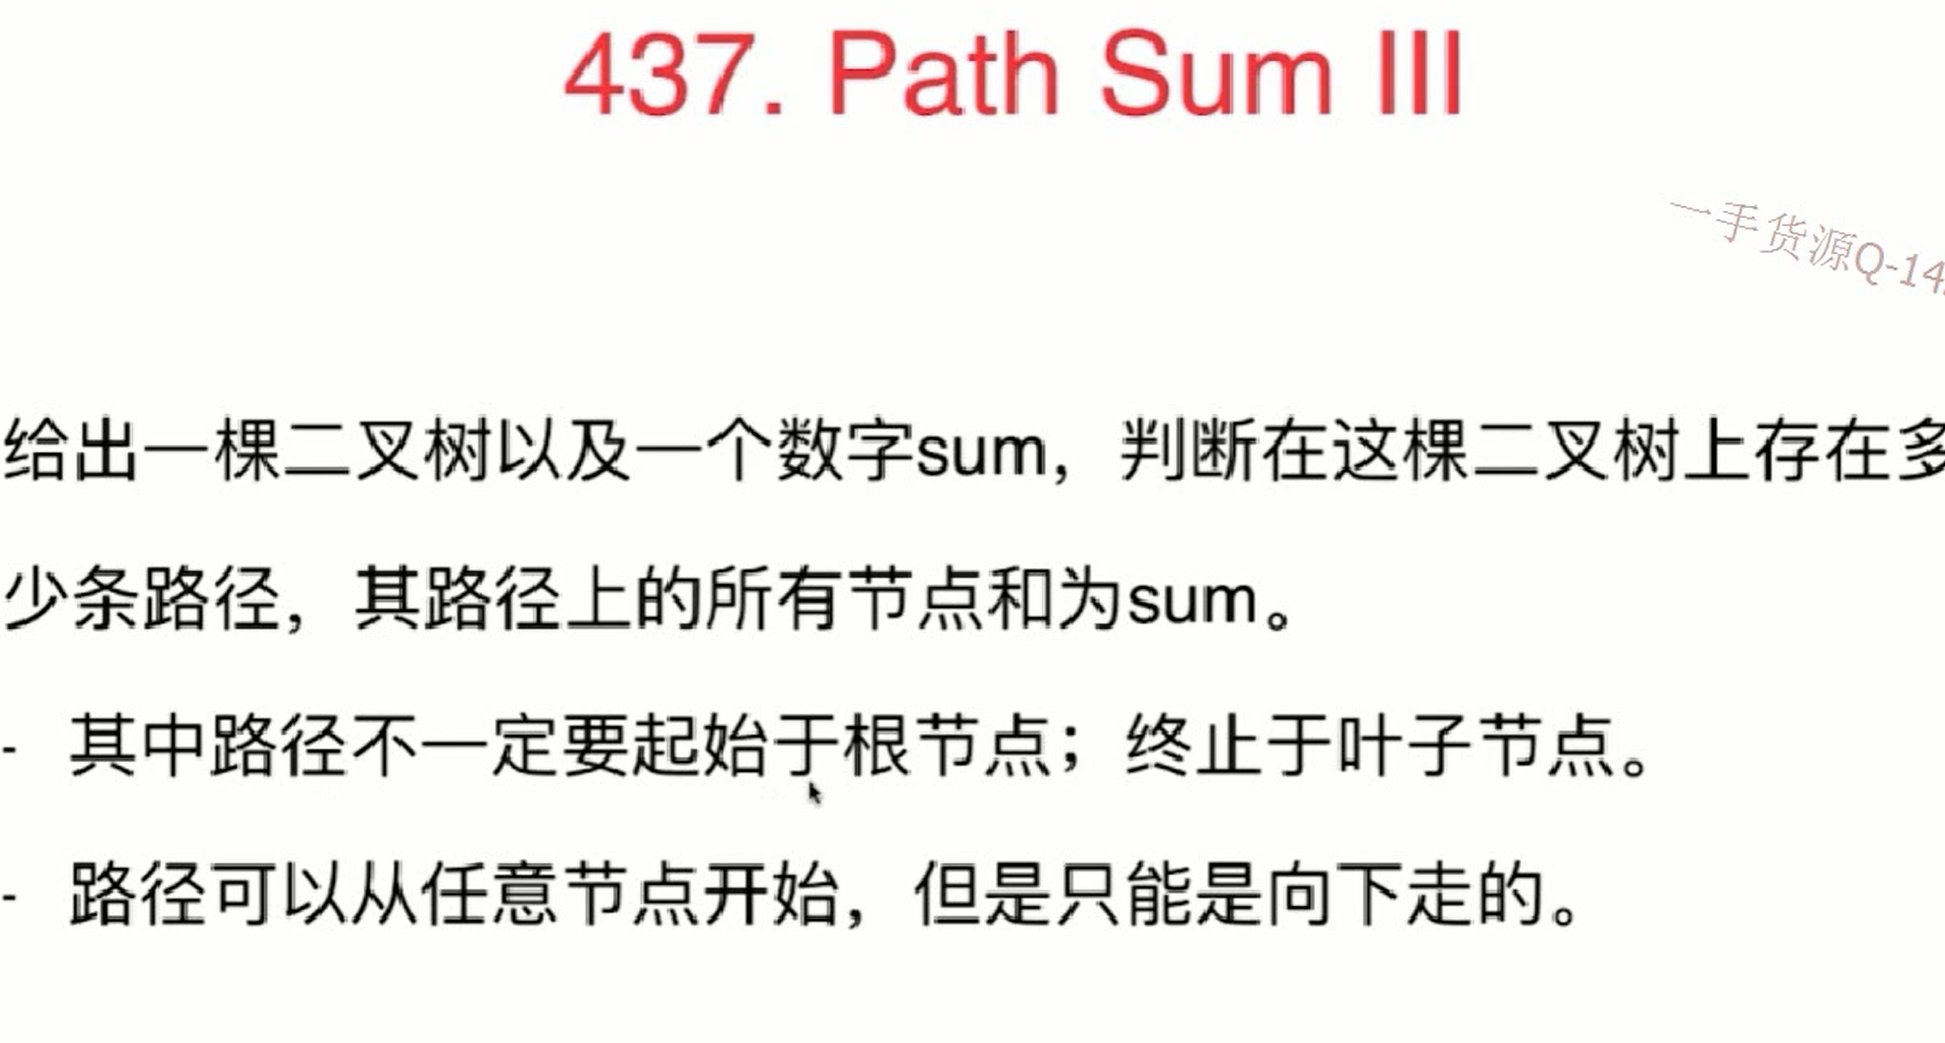 437. Path Sum III
一手货源Q-14
给出一棵二叉树以及一个数字sum，判断在这棵二叉树上存在多
少条路径，其路径上的所有节点和为sum。
- 其中路径不一定要起始于根节点；终止于叶子节点。
- 路径可以从任意节点开始，但是只能是向下走的。